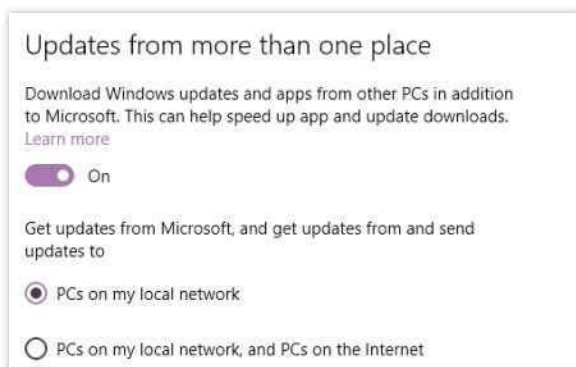 Updates from more than one place
Download Windows updates and apps from other PCs in addition
to Microsoft. This can help speed up app and update downloads.
Learn more
On
Get updates from Microsoft, and get updates from and send
updates to
PCs on my local network
PCs on my local network, and PCs on the Internet